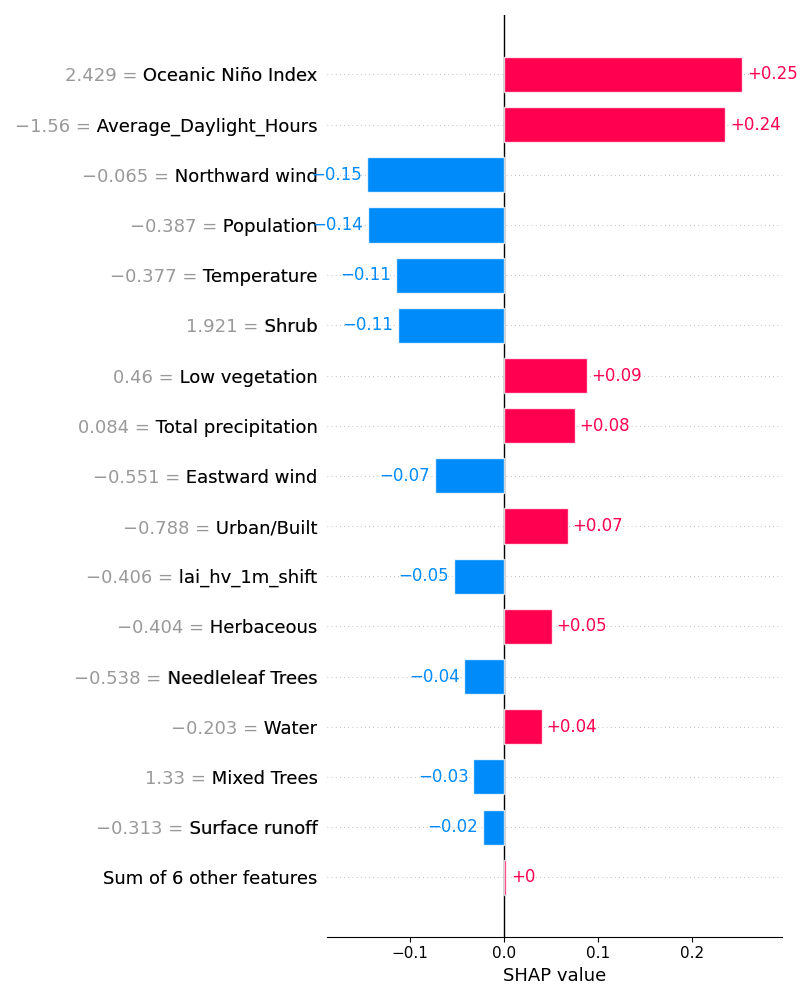 2.429 = Oceanic Niño Index +0.25
−1.56 = Average_Daylight_Hours +0.24
−0.065 = Northward wind −0.15
−0.387 = Population −0.14
−0.377 = Temperature −0.11
1.921 = Shrub −0.11
0.46 = Low vegetation +0.09
0.084 = Total precipitation +0.08
−0.551 = Eastward wind −0.07
−0.788 = Urban/Built +0.07
−0.406 = lai_hv_1m_shift −0.05
−0.404 = Herbaceous +0.05
−0.538 = Needleleaf Trees −0.04
−0.203 = Water +0.04
1.33 = Mixed Trees −0.03
−0.313 = Surface runoff −0.02
Sum of 6 other features +0
−0.1 0.0 0.1 0.2
SHAP value